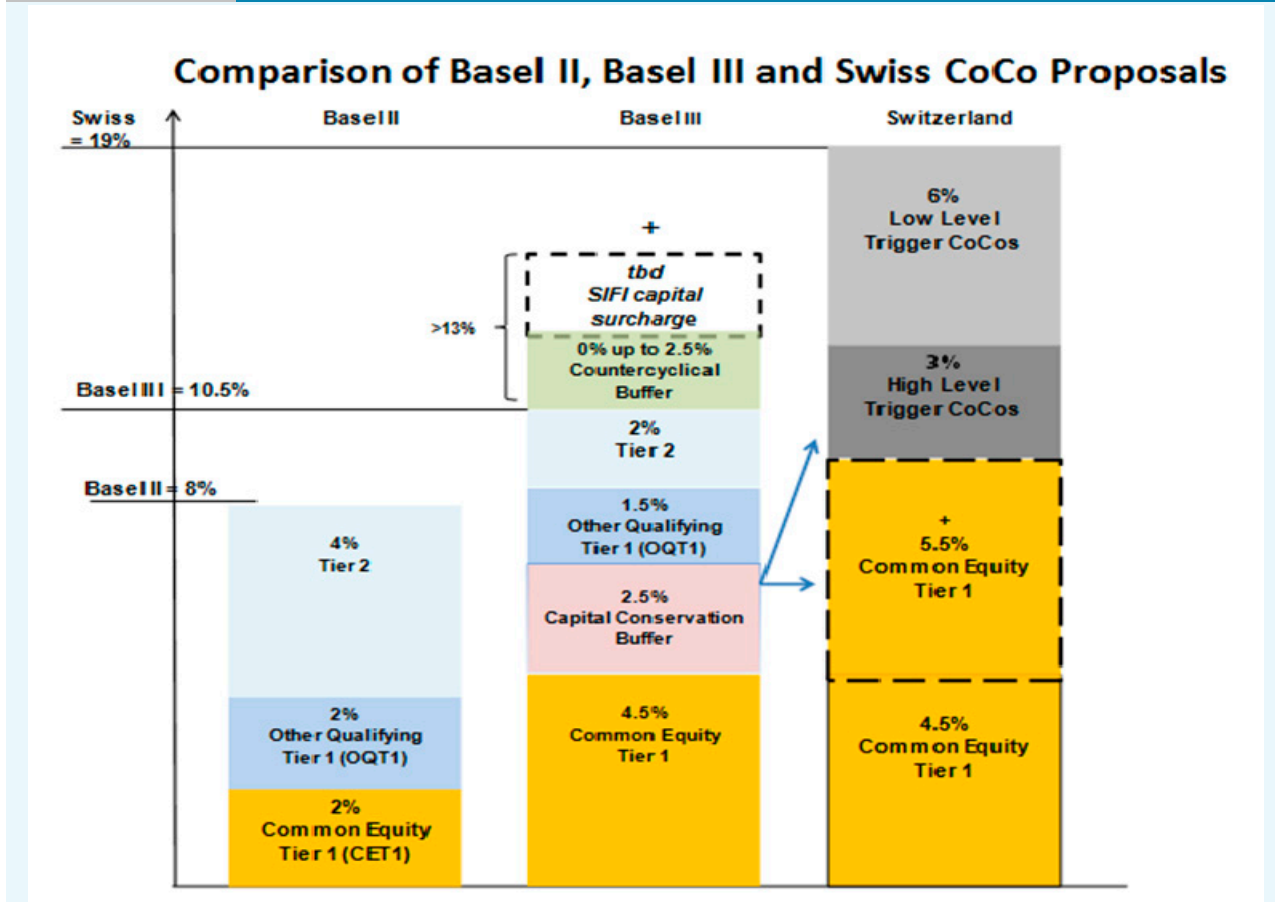 Comparison of Basel II, Basel III and Swiss CoCo Proposals
Swiss
= 19%
Basel II
Basel III
Switzerland
6%
Low Level
Trigger CoCos
+
tbd
SIFI capital
surcharge
>13%
0% up to 2.5%
Countercyclical
Buffer
3%
High Level
Trigger CoCos
Basel III = 10.5%
2%
Tier 2
Basel II = 8%
1.5%
Other Qualifying
Tier 1 (OQT1)
+
5.5%
Common Equity
Tier 1
4%
Tier 2
2.5%
Capital Conservation
Buffer
2%
Other Qualifying
Tier 1 (OQT1)
4.5%
Common Equity
Tier 1
4.5%
Common Equity
Tier 1
2%
Common Equity
Tier 1 (CET1)